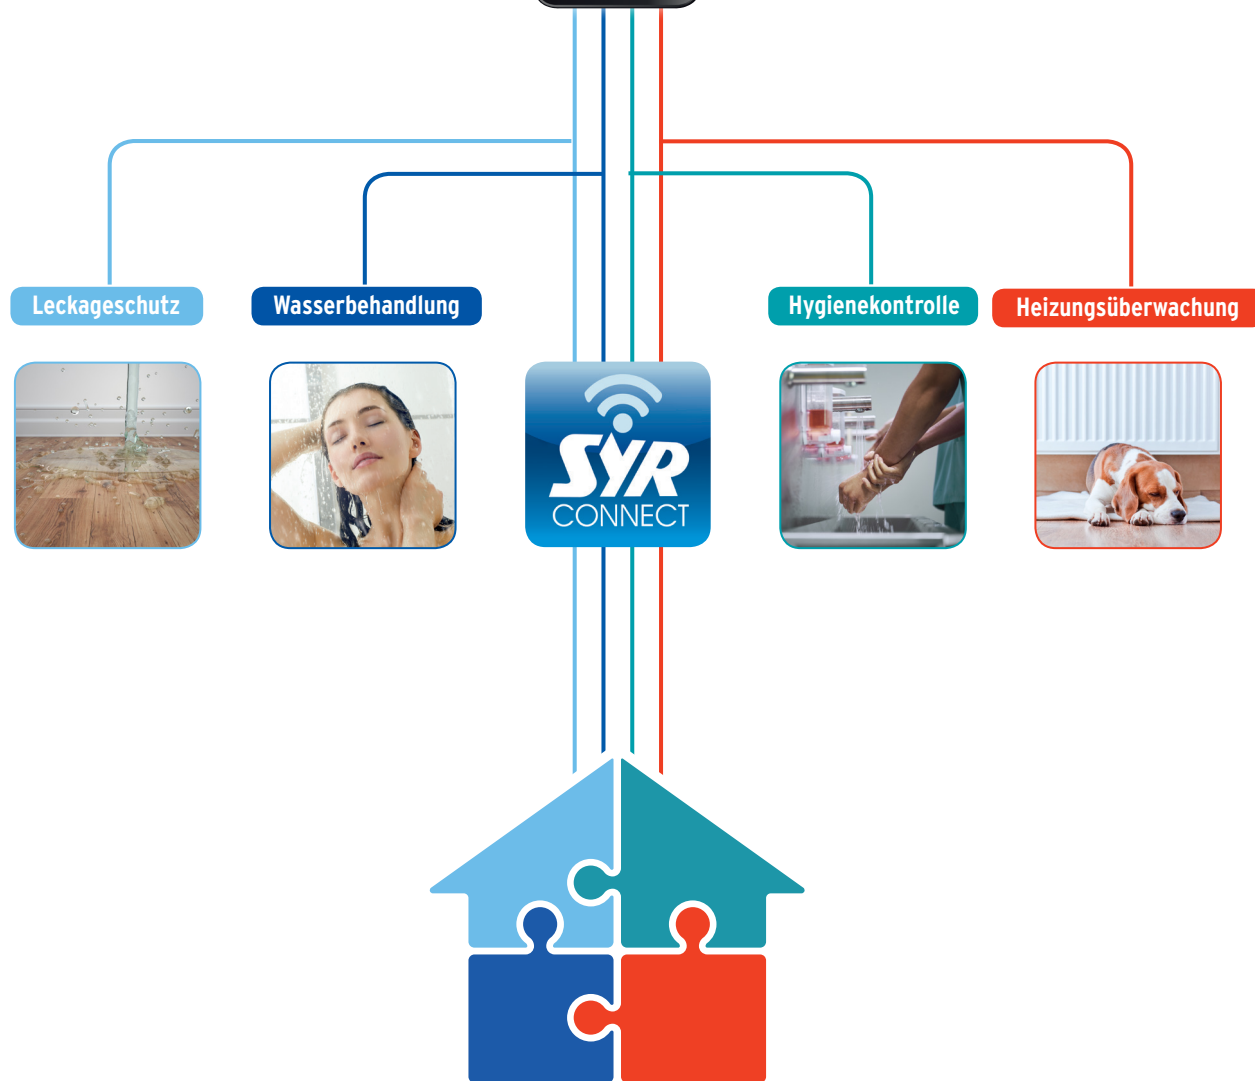 Leckageschutz
Wasserbehandlung
Hygienekontrolle
Heizungsüberwachung
SYR
CONNECT